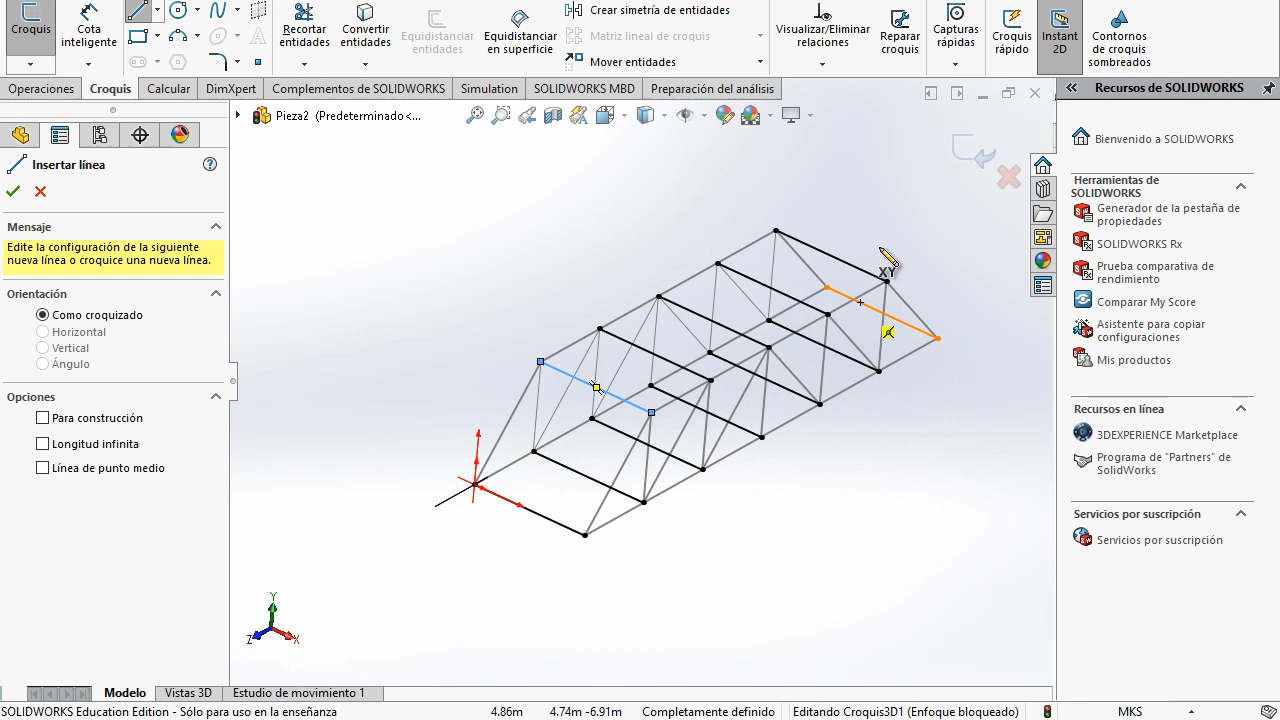 Croquis
Cota
inteligente
Recortar
entidades
Convertir
entidades
Equidistanciar
entidades
Equidistanciar
en superficie
Crear simetría de entidades
Matriz lineal de croquis
Mover entidades
Visualizar/Eliminar
relaciones
Reparar
croquis
Capturas
rápidas
Croquis
rápido
Instant
2D
Contornos
de croquis
sombreados
Operaciones
Croquis
Calcular
DimXpert
Complementos de SOLIDWORKS
Simulation
SOLIDWORKS MBD
Preparación del análisis
Recursos de SOLIDWORKS
Pieza2 (Predeterminado <...
Insertar línea
Mensaje
Edite la configuración de la siguiente
nueva línea o croquice una nueva línea.
Orientación
Como croquizado
Horizontal
Vertical
Ángulo
Opciones
Para construcción
Longitud infinita
Línea de punto medio
XY
Y
Z
X
Bienvenido a SOLIDWORKS
Herramientas de
SOLIDWORKS
Generador de la pestaña de
propiedades
SOLIDWORKS Rx
Prueba comparativa de
rendimiento
Comparar My Score
Asistente para copiar
configuraciones
Mis productos
Recursos en línea
3DEXPERIENCE Marketplace
Programa de "Partners" de
SolidWorks
Servicios por suscripción
Servicios por suscripción
Modelo
Vistas 3D
Estudio de movimiento 1
SOLIDWORKS Education Edition - Sólo para uso en la enseñanza
4.86m
4.74m -6.91m
Completamente definido
Editando Croquis3D1 (Enfoque bloqueado)
MKS